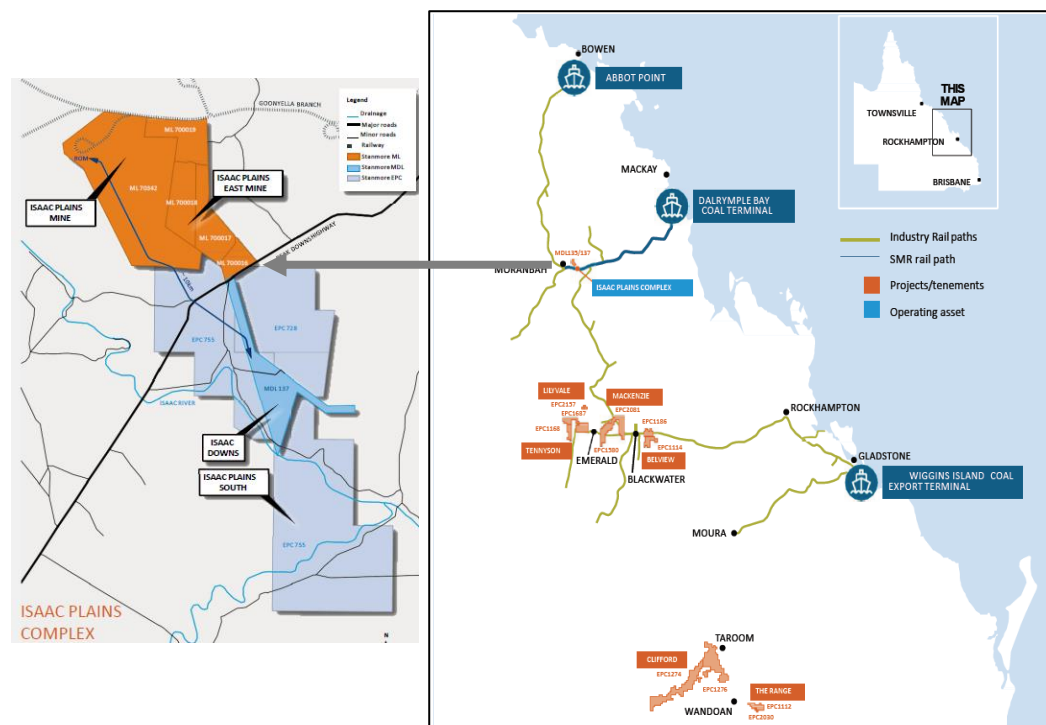 GOONYELLA BRANCH
Legend
Drainage
Major roads
Minor roads
Railway
Stanmore ML
Stanmore MDL
Stanmore EPC
ML 700019
ROM
ISAAC PLAINS
EAST MINE
ML 70342
ISAAC PLAINS
MINE
ML 700018
ML 700017
PEAK DOWNS HIGHWAY
ML 700016
10km
EPC 728
EPC 755
MDL 137
ISAAC RIVER
ISAAC
DOWNS
ISAAC PLAINS
SOUTH
EPC 755
ISAAC PLAINS
COMPLEX
N
BOWEN
ABBOT POINT
MACKAY
DALRYMPLE BAY
COAL TERMINAL
MDL135/137
MORANBAH
ISAAC PLAINS COMPLEX
THIS
MAP
TOWNSVILLE
ROCKHAMPTON
BRISBANE
Industry Rail paths
SMR rail path
Projects/tenements
Operating asset
LILYVALE
MACKENZIE
EPC2157
EPC1687
EPC2081
EPC1168
EPC1186
TENNYSON
EPC1580
EPC1114
EMERALD
BELVIEW
BLACKWATER
ROCKHAMPTON
GLADSTONE
WIGGINS ISLAND COAL
EXPORT TERMINAL
MOURA
TAROOM
CLIFFORD
EPC1274
EPC1276
THE RANGE
WANDOAN
EPC1112
EPC2030